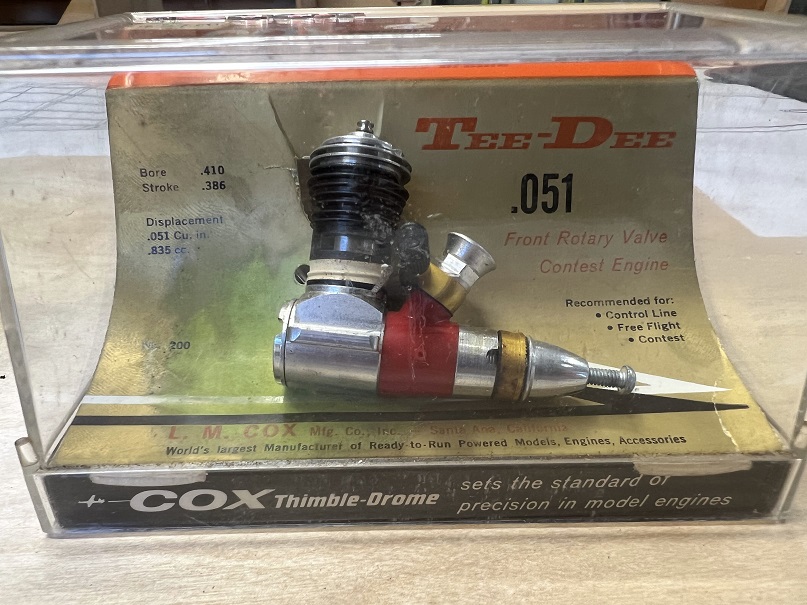 TEE-DEE
.051
Bore .410
Stroke .386
Displacement
.051 Cu. in.
.835 cc.
Front Rotary Valve
Contest Engine
Recommended for:
• Control Line
• Free Flight
• Contest
No. 200
L. M. COX Mfg. Co., Inc. – Santa Ana, California
World's largest Manufacturer of Ready-to-Run Powered Models, Engines, Accessories
COX Thimble-Drome
sets the standard of
precision in model engines